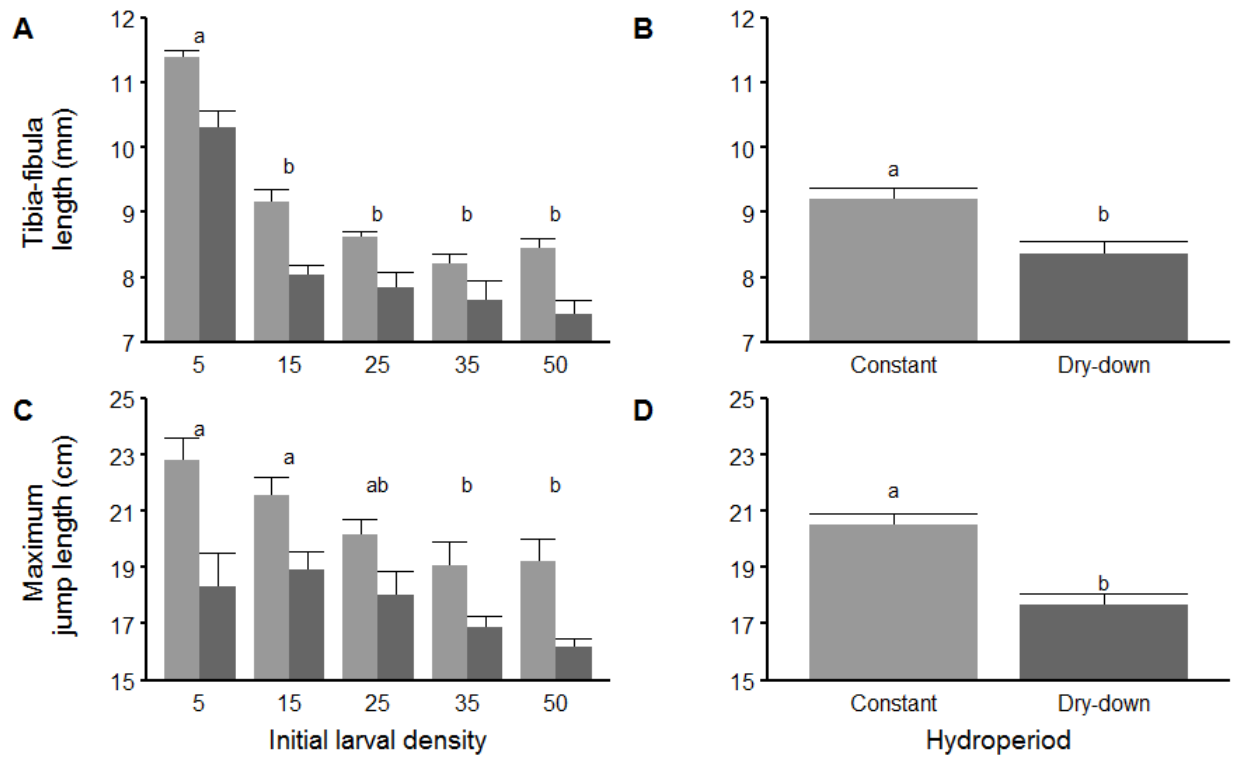 A
Tibia-fibula
length (mm)
12
11
10
9
8
7
a
b
b
b
b
5 15 25 35 50
B
12
11
10
9
8
7
a
b
Constant Dry-down
C
Maximum
jump length (cm)
25
23
21
19
17
15
a
a
ab
b
b
5 15 25 35 50
Initial larval density
D
25
23
21
19
17
15
a
b
Constant Dry-down
Hydroperiod